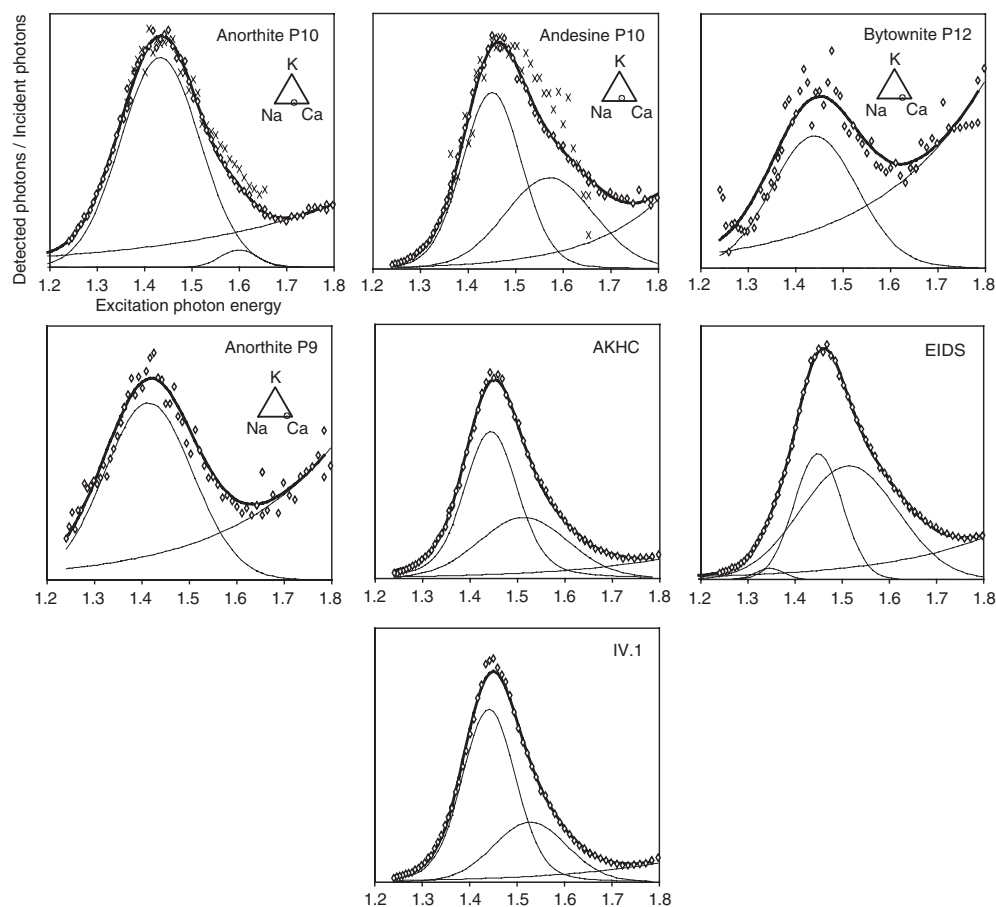 Detected photons / Incident photons
Anorthite P10
K
Na Ca
1.2 1.3 1.4 1.5 1.6 1.7 1.8
Excitation photon energy
Andesine P10
K
Na Ca
1.2 1.3 1.4 1.5 1.6 1.7 1.8
Bytownite P12
K
Na Ca
1.2 1.3 1.4 1.5 1.6 1.7 1.8
Anorthite P9
K
Na Ca
1.2 1.3 1.4 1.5 1.6 1.7 1.8
AKHC
1.2 1.3 1.4 1.5 1.6 1.7 1.8
EIDS
1.2 1.3 1.4 1.5 1.6 1.7 1.8
IV.1
1.2 1.3 1.4 1.5 1.6 1.7 1.8